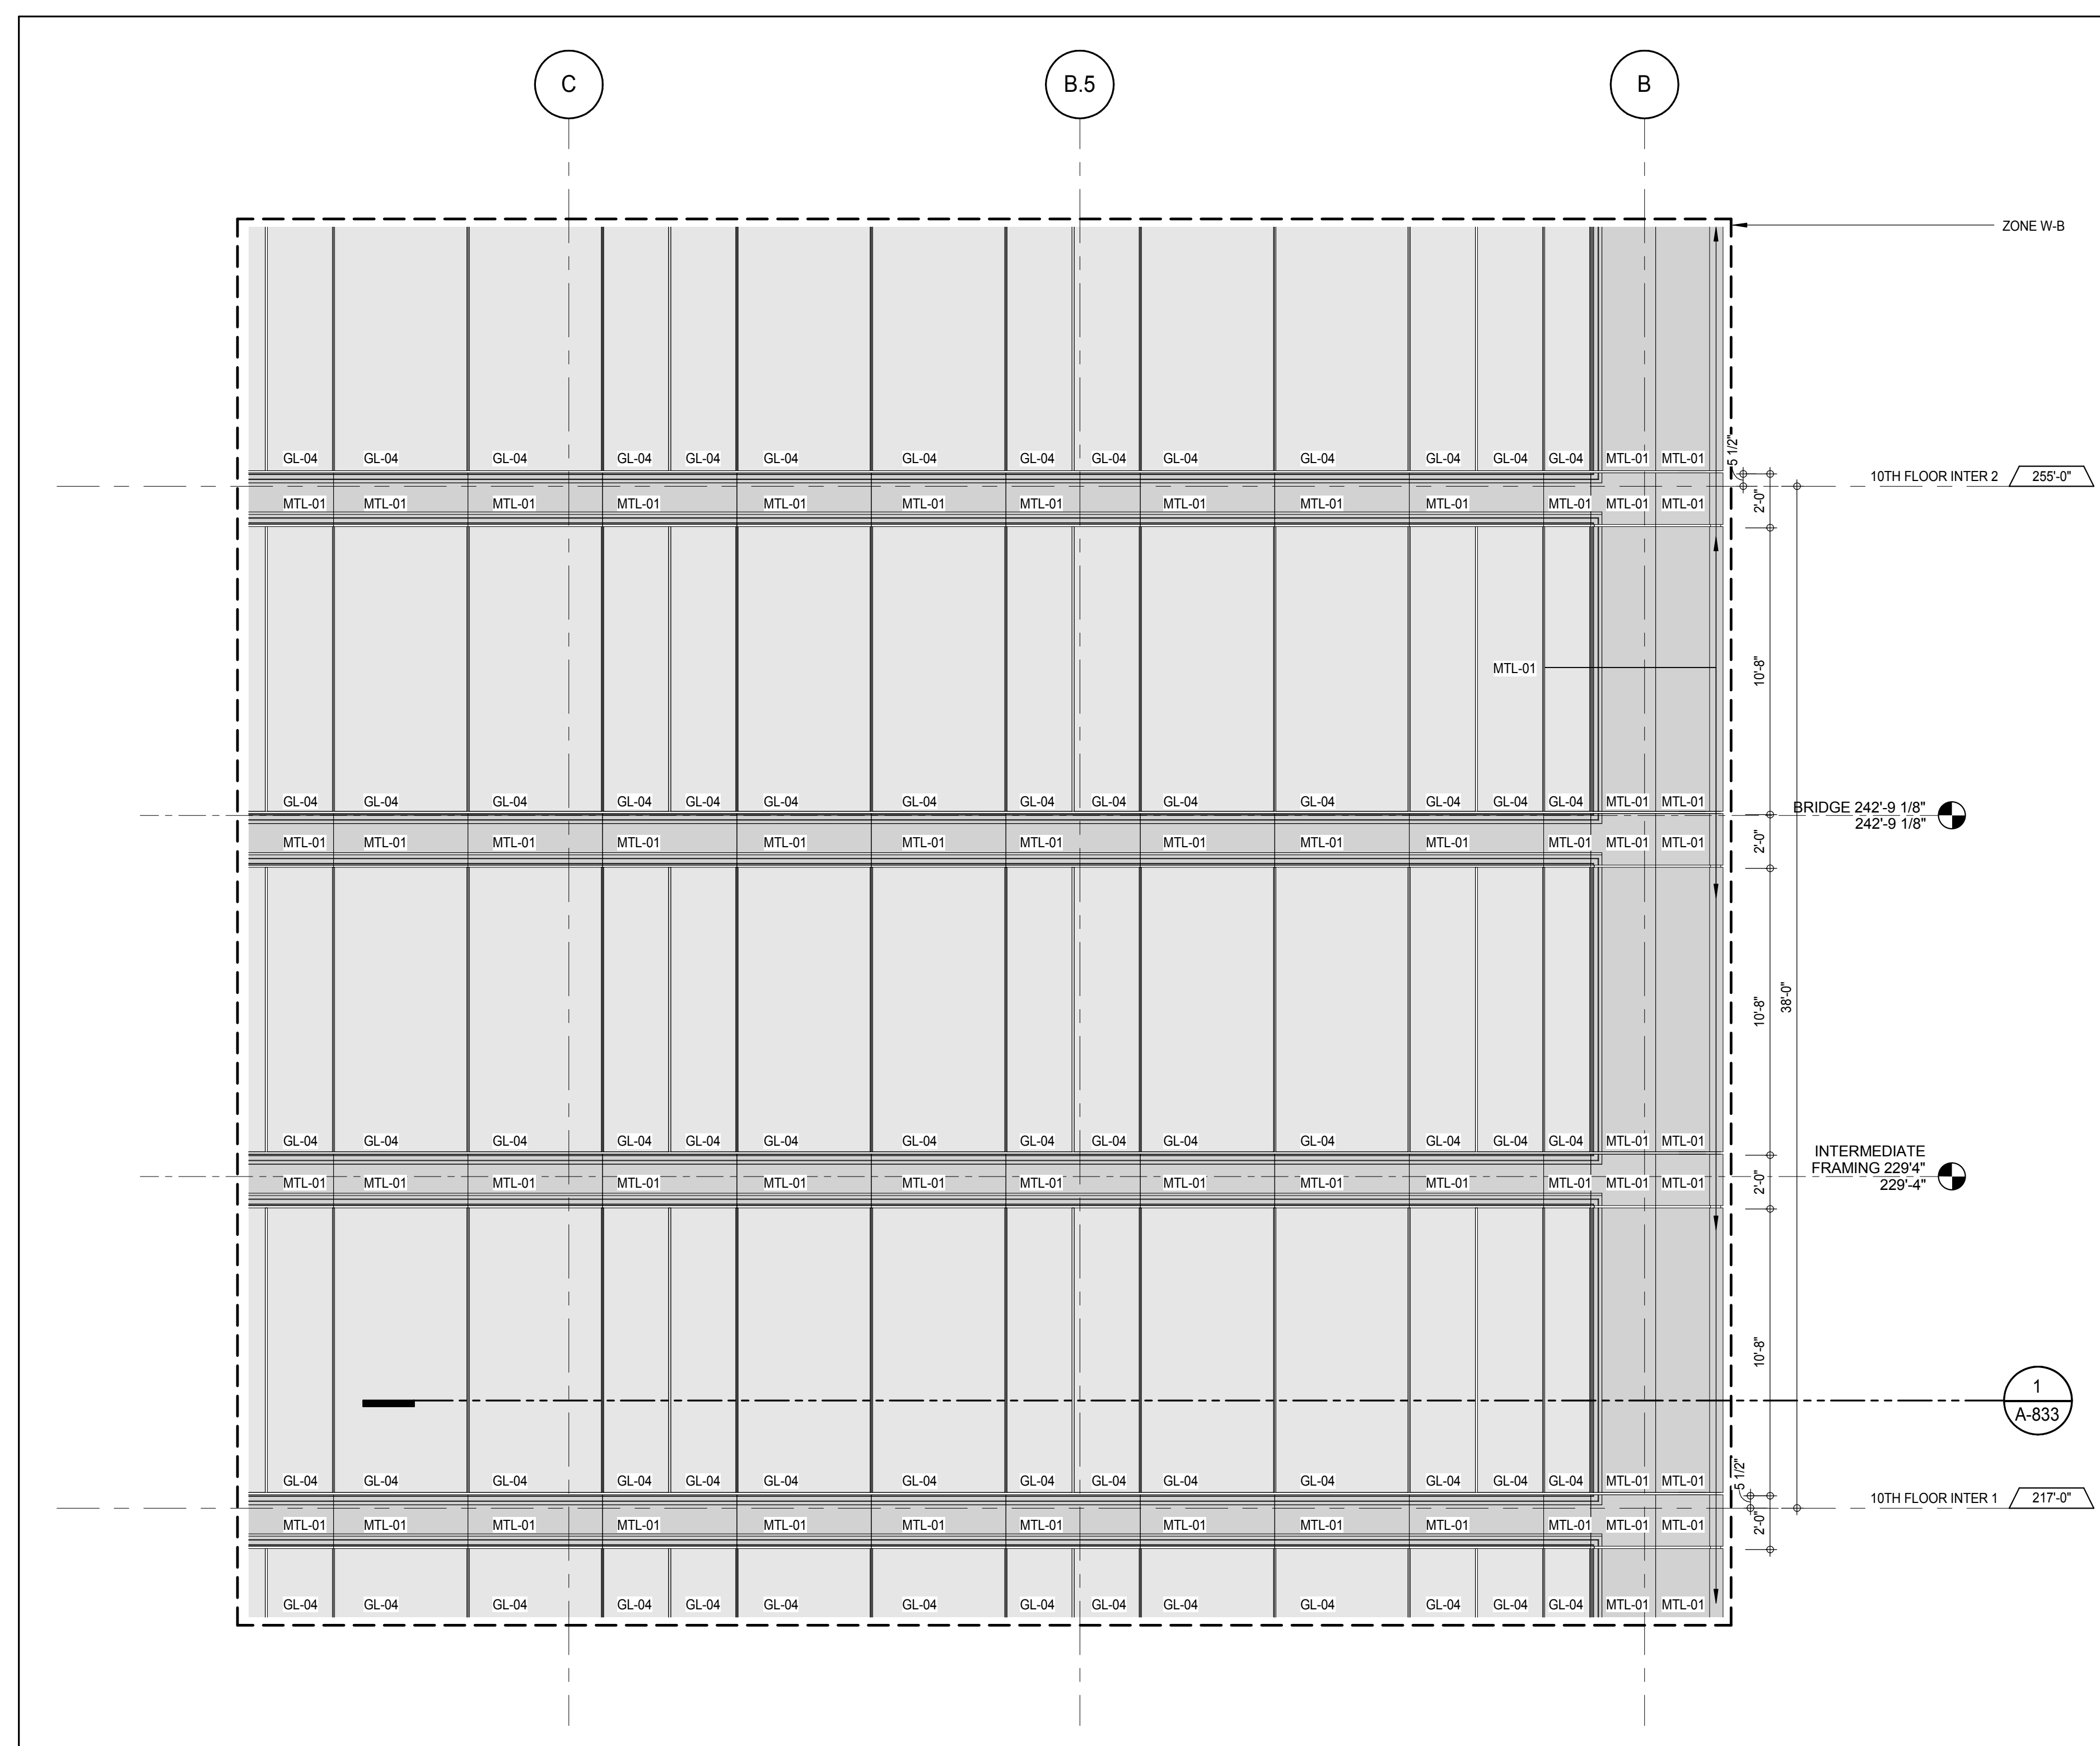 C B.5 B
ZONE W-B
GL-04 GL-04 GL-04 GL-04 GL-04 GL-04 GL-04 GL-04 GL-04 GL-04 GL-04 GL-04 GL-04 GL-04 MTL-01 MTL-01
5 1/2"
10TH FLOOR INTER 2 255'-0"
MTL-01 MTL-01 MTL-01 MTL-01 MTL-01 MTL-01 MTL-01 MTL-01 MTL-01 MTL-01 MTL-01 MTL-01 MTL-01
2'-0"
MTL-01
10'-8"
GL-04 GL-04 GL-04 GL-04 GL-04 GL-04 GL-04 GL-04 GL-04 GL-04 GL-04 GL-04 GL-04 GL-04 MTL-01 MTL-01
BRIDGE 242'-9 1/8"
242'-9 1/8"
MTL-01 MTL-01 MTL-01 MTL-01 MTL-01 MTL-01 MTL-01 MTL-01 MTL-01 MTL-01 MTL-01 MTL-01 MTL-01
2'-0"
10'-8"
38'-0"
GL-04 GL-04 GL-04 GL-04 GL-04 GL-04 GL-04 GL-04 GL-04 GL-04 GL-04 GL-04 GL-04 GL-04 MTL-01 MTL-01
INTERMEDIATE
FRAMING 229'4"
229'-4"
MTL-01 MTL-01 MTL-01 MTL-01 MTL-01 MTL-01 MTL-01 MTL-01 MTL-01 MTL-01 MTL-01 MTL-01 MTL-01
2'-0"
10'-8"
1
A-833
GL-04 GL-04 GL-04 GL-04 GL-04 GL-04 GL-04 GL-04 GL-04 GL-04 GL-04 GL-04 GL-04 GL-04 MTL-01 MTL-01
5 1/2"
10TH FLOOR INTER 1 217'-0"
MTL-01 MTL-01 MTL-01 MTL-01 MTL-01 MTL-01 MTL-01 MTL-01 MTL-01 MTL-01 MTL-01 MTL-01 MTL-01
2'-0"
GL-04 GL-04 GL-04 GL-04 GL-04 GL-04 GL-04 GL-04 GL-04 GL-04 GL-04 GL-04 GL-04 GL-04 MTL-01 MTL-01